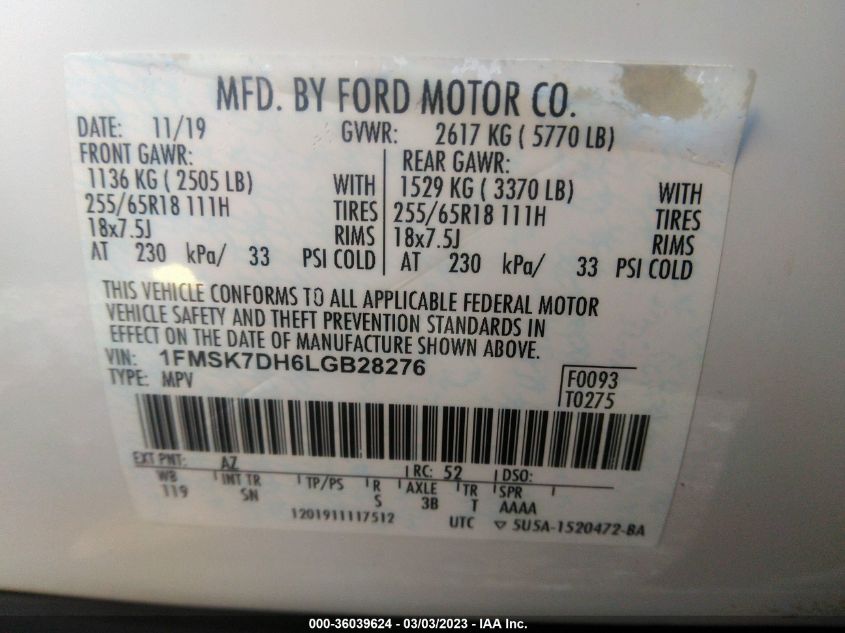 MFD. BY FORD MOTOR CO.
DATE: 11/19 GVWR: 2617 KG ( 5770 LB)
FRONT GAWR: REAR GAWR:
1136 KG ( 2505 LB) WITH 1529 KG ( 3370 LB) WITH
255/65R18 111H TIRES 255/65R18 111H TIRES
18x7.5J RIMS 18x7.5J RIMS
AT 230 kPa/ 33 PSI COLD AT 230 kPa/ 33 PSI COLD
THIS VEHICLE CONFORMS TO ALL APPLICABLE FEDERAL MOTOR
VEHICLE SAFETY AND THEFT PREVENTION STANDARDS IN
EFFECT ON THE DATE OF MANUFACTURE SHOWN ABOVE.
VIN: 1FMSK7DH6LGB28276
TYPE: MPV
F0093
T0275
EXT PNT: AZ RC: 52 DSO:
WB INT TR TP/PS R AXLE TR SPR
119 SN S 3B T AAAA
1201911117512 UTC ▽ 5U5A-1520472-BA
000-36039624 - 03/03/2023 - IAA Inc.